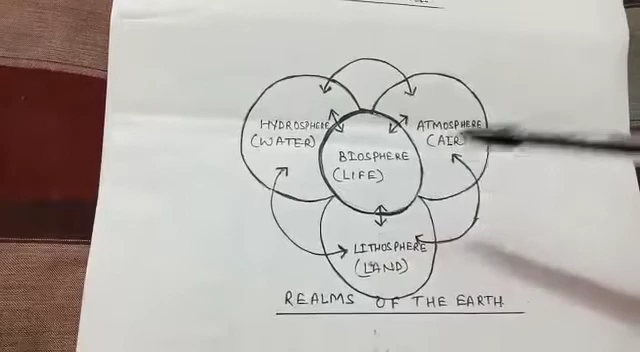 HYDROSPHERE
(WATER)
ATMOSPHERE
(AIR)
BIOSPHERE
(LIFE)
LITHOSPHERE
(LAND)
REALMS OF THE EARTH